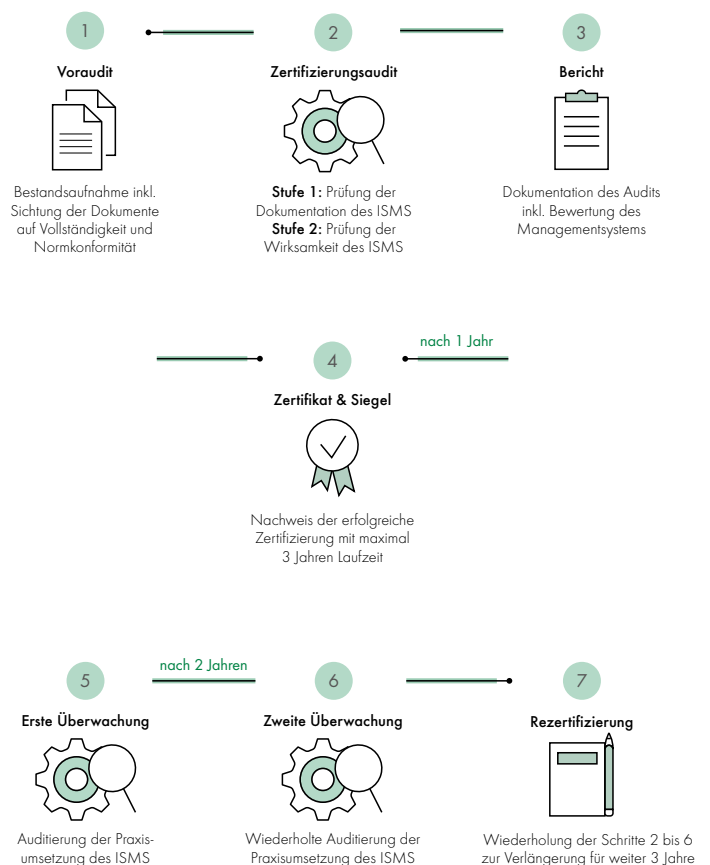 1
Voraudit
Bestandsaufnahme inkl.
Sichtung der Dokumente
auf Vollständigkeit und
Normkonformität
2
Zertifizierungsaudit
Stufe 1: Prüfung der
Dokumentation des ISMS
Stufe 2: Prüfung der
Wirksamkeit des ISMS
3
Bericht
Dokumentation des Audits
inkl. Bewertung des
Managementsystems
4
Zertifikat & Siegel
Nachweis der erfolgreiche
Zertifizierung mit maximal
3 Jahren Laufzeit
nach 1 Jahr
5
Erste Überwachung
Auditierung der Praxis-
umsetzung des ISMS
nach 2 Jahren
6
Zweite Überwachung
Wiederholte Auditierung der
Praxisumsetzung des ISMS
7
Rezertifizierung
Wiederholung der Schritte 2 bis 6
zur Verlängerung für weiter 3 Jahre